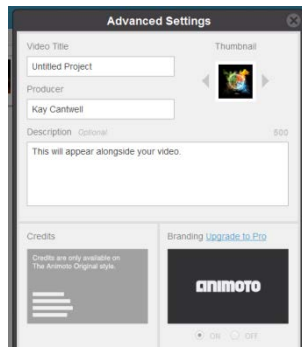 Advanced Settings
Video Title
Thumbnail
Untitled Project
Producer
Kay Cantwell
Description Optional
500
This will appear alongside your video.
Credits
Branding Upgrade to Pro
Credits are only available on
The Animoto Original style.
animoto
ON OFF